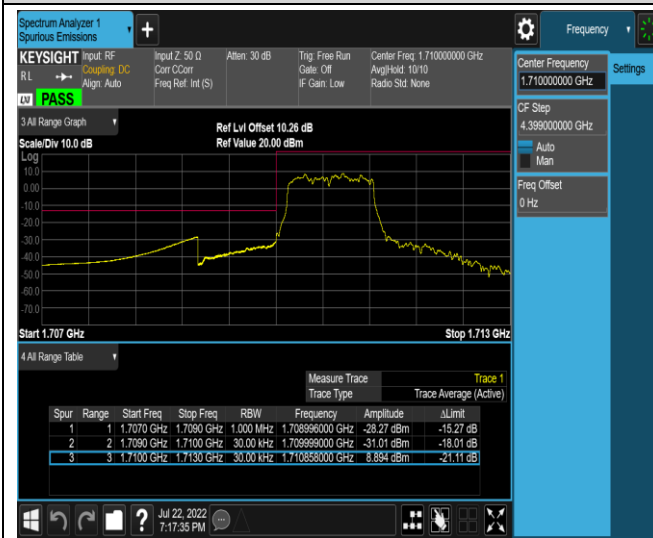 Spectrum Analyzer 1
Spurious Emissions
+
Frequency
KEYSIGHT
RL
LXI PASS
Input: RF
Coupling: DC
Align: Auto
Input Z: 50 Ω
Corr CCorr
Freq Ref: Int (S)
Atten: 30 dB
Trig: Free Run
Gate: Off
IF Gain: Low
Center Freq: 1.710000000 GHz
Avg|Hold: 10/10
Radio Std: None
Center Frequency
1.710000000 GHz
Settings
CF Step
4.399000000 GHz
Auto
Man
Freq Offset
0 Hz
3 All Range Graph
Scale/Div 10.0 dB
Ref Lvl Offset 10.26 dB
Ref Value 20.00 dBm
Log
10.0
0.00
-10.0
-20.0
-30.0
-40.0
-50.0
-60.0
-70.0
Start 1.707 GHz
Stop 1.713 GHz
4 All Range Table
Measure Trace Trace 1
Trace Type Trace Average (Active)
Spur Range Start Freq Stop Freq RBW Frequency Amplitude ΔLimit
1 1 1.7070 GHz 1.7090 GHz 1.000 MHz 1.708996000 GHz -28.27 dBm -15.27 dB
2 2 1.7090 GHz 1.7100 GHz 30.00 kHz 1.709999000 GHz -31.01 dBm -18.01 dB
3 3 1.7100 GHz 1.7130 GHz 30.00 kHz 1.710858000 GHz 8.894 dBm -21.11 dB
?
Jul 22, 2022
7:17:35 PM